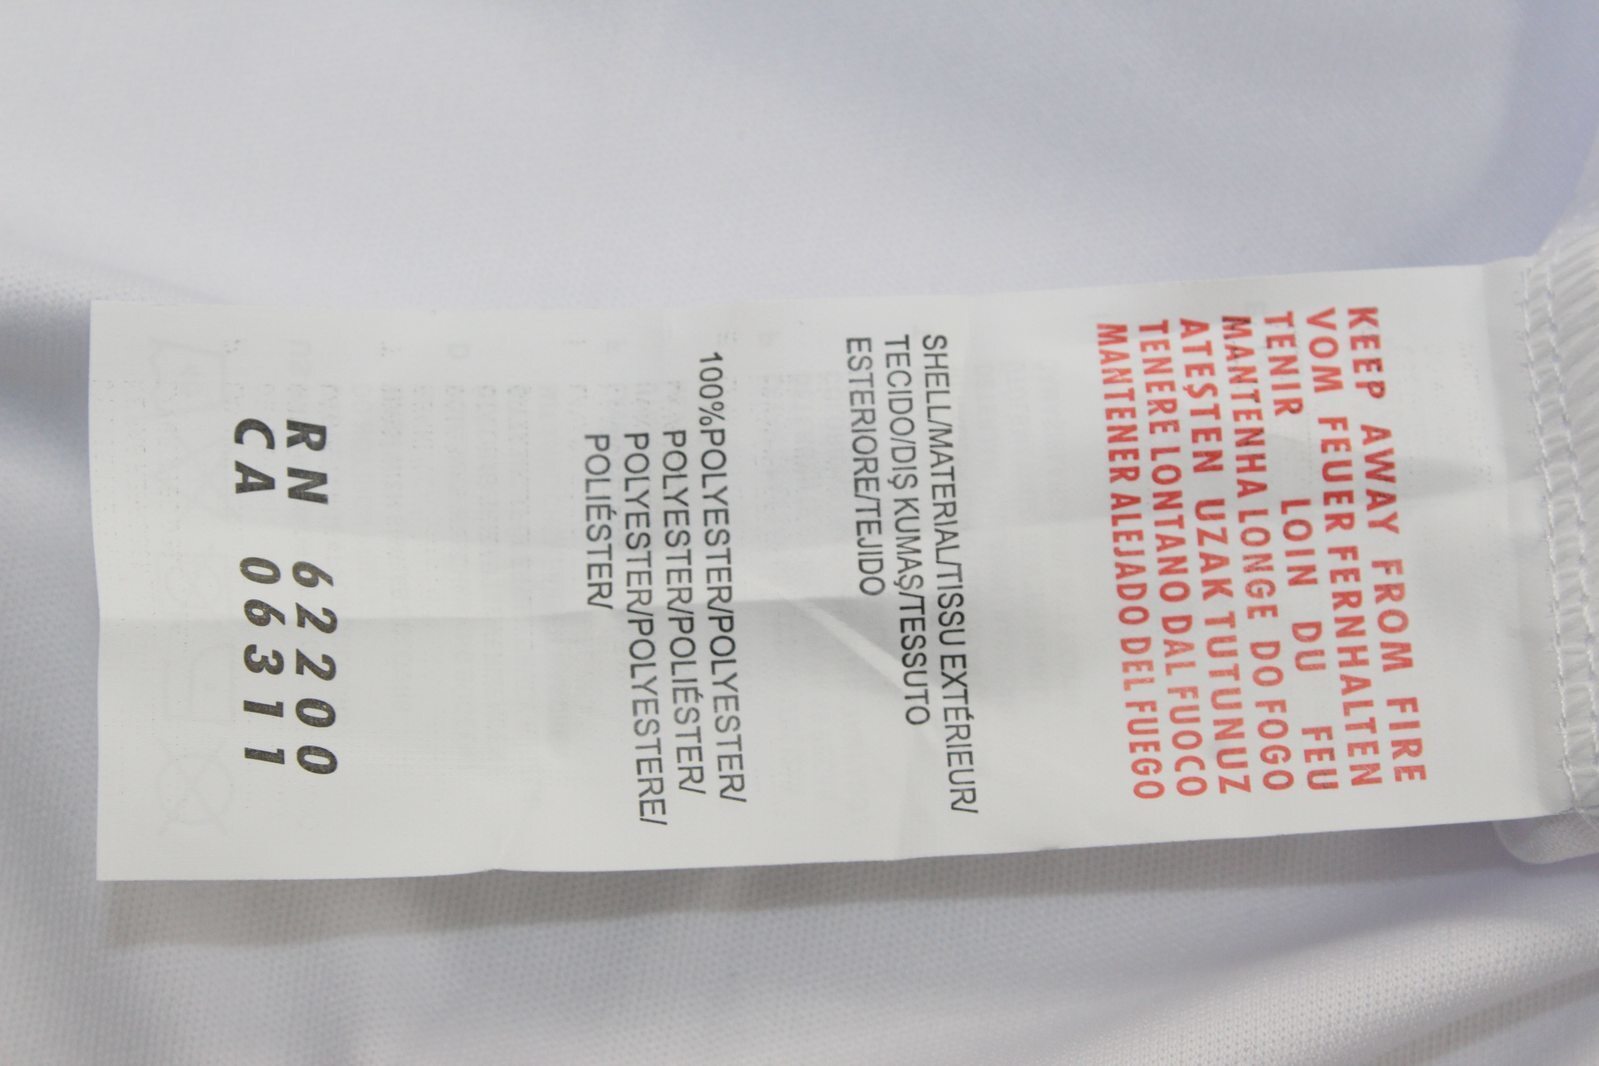 KEEP AWAY FROM FIRE
VOM FEUER FERNHALTEN
TENIR LOIN DU FEU
MANTENHA LONGE DO FOGO
ATEŞTEN UZAK TUTUNUZ
TENERE LONTANO DAL FUOCO
MANTENER ALEJADO DEL FUEGO
SHELL/MATERIAL/TISSU EXTÉRIEUR/
TECIDO/DIŞ KUMAŞ/TESSUTO
ESTERIORE/TEJIDO
100%POLYESTER/POLYESTER/
POLYESTER/POLIÉSTER/
POLYESTER/POLYESTERE/
POLIÉSTER/
RN 62200
CA 06311